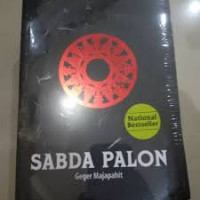 National
Bestseller
SABDA PALON
Geger Majapahit